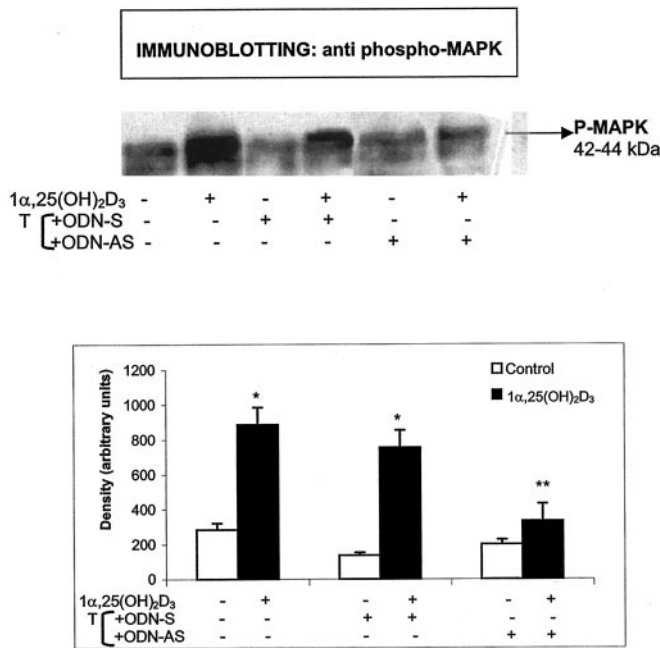 IMMUNOBLOTTING: anti phospho-MAPK
P-MAPK
42-44 kDa
1α,25(OH)₂D₃ - + - + - +
T +ODN-S - - + + - -
+ODN-AS - - - - + +
1200
1000
800
600
400
200
0
Density (arbitrary units)
Control
1α,25(OH)₂D₃
* * **
1α,25(OH)₂D₃ - + - + - +
T +ODN-S - - + + - -
+ODN-AS - - - - + +